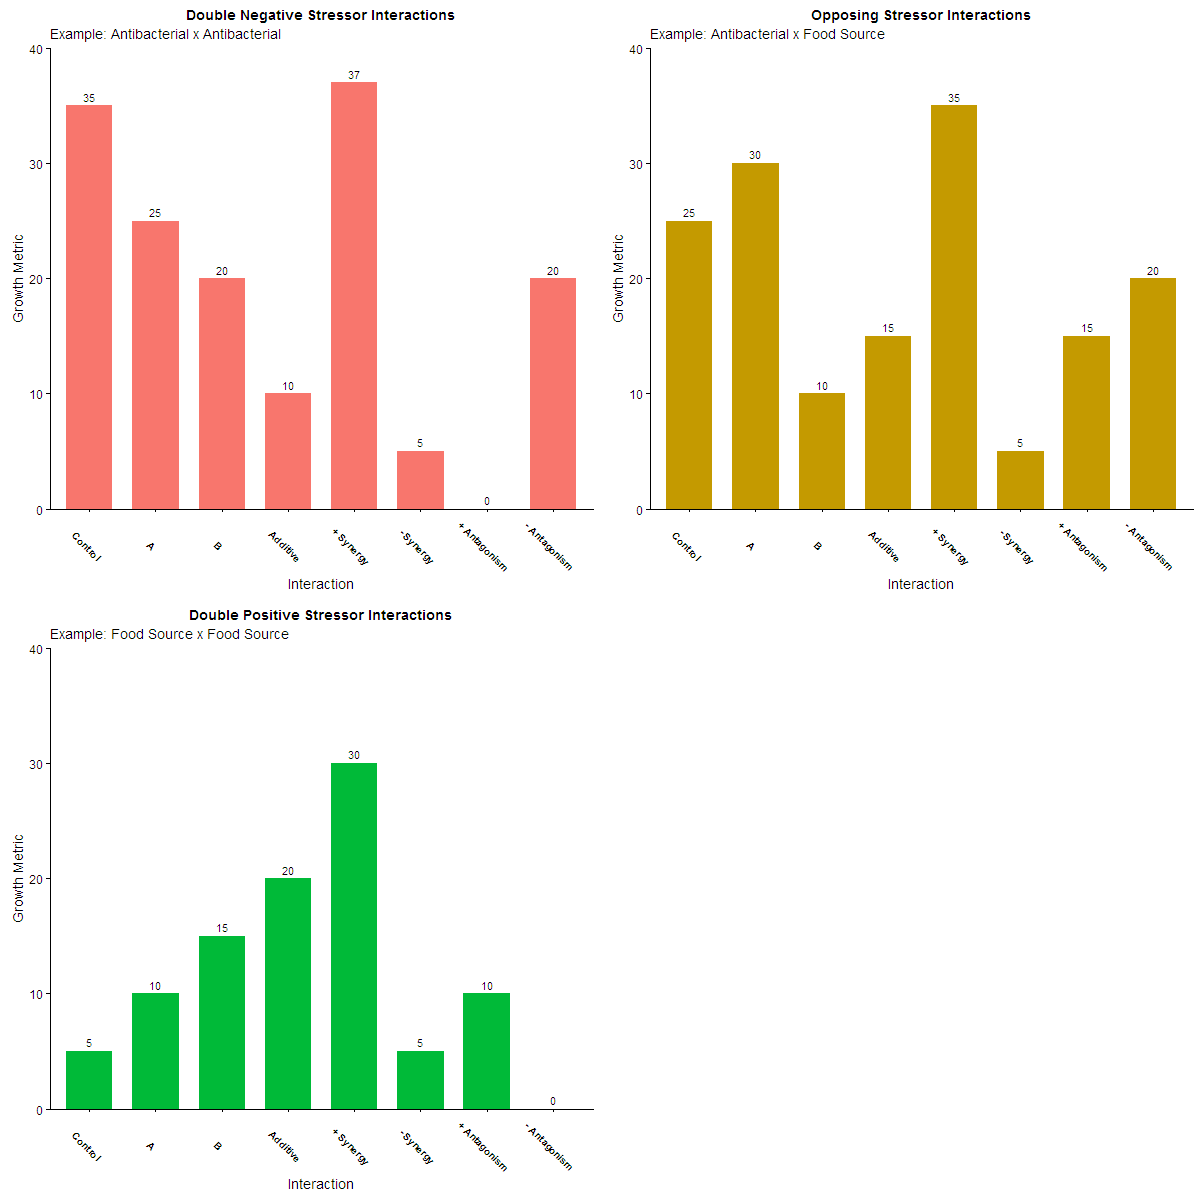 Double Negative Stressor Interactions
Example: Antibacterial x Antibacterial
Growth Metric
40
30
20
10
0
35
25
20
10
37
5
0
20
Control
A
B
Additive
+ Synergy
- Synergy
+ Antagonism
- Antagonism
Interaction
Opposing Stressor Interactions
Example: Antibacterial x Food Source
Growth Metric
40
30
20
10
0
25
30
10
15
35
5
15
20
Control
A
B
Additive
+ Synergy
- Synergy
+ Antagonism
- Antagonism
Interaction
Double Positive Stressor Interactions
Example: Food Source x Food Source
Growth Metric
40
30
20
10
0
5
10
15
20
30
5
10
0
Control
A
B
Additive
+ Synergy
- Synergy
+ Antagonism
- Antagonism
Interaction